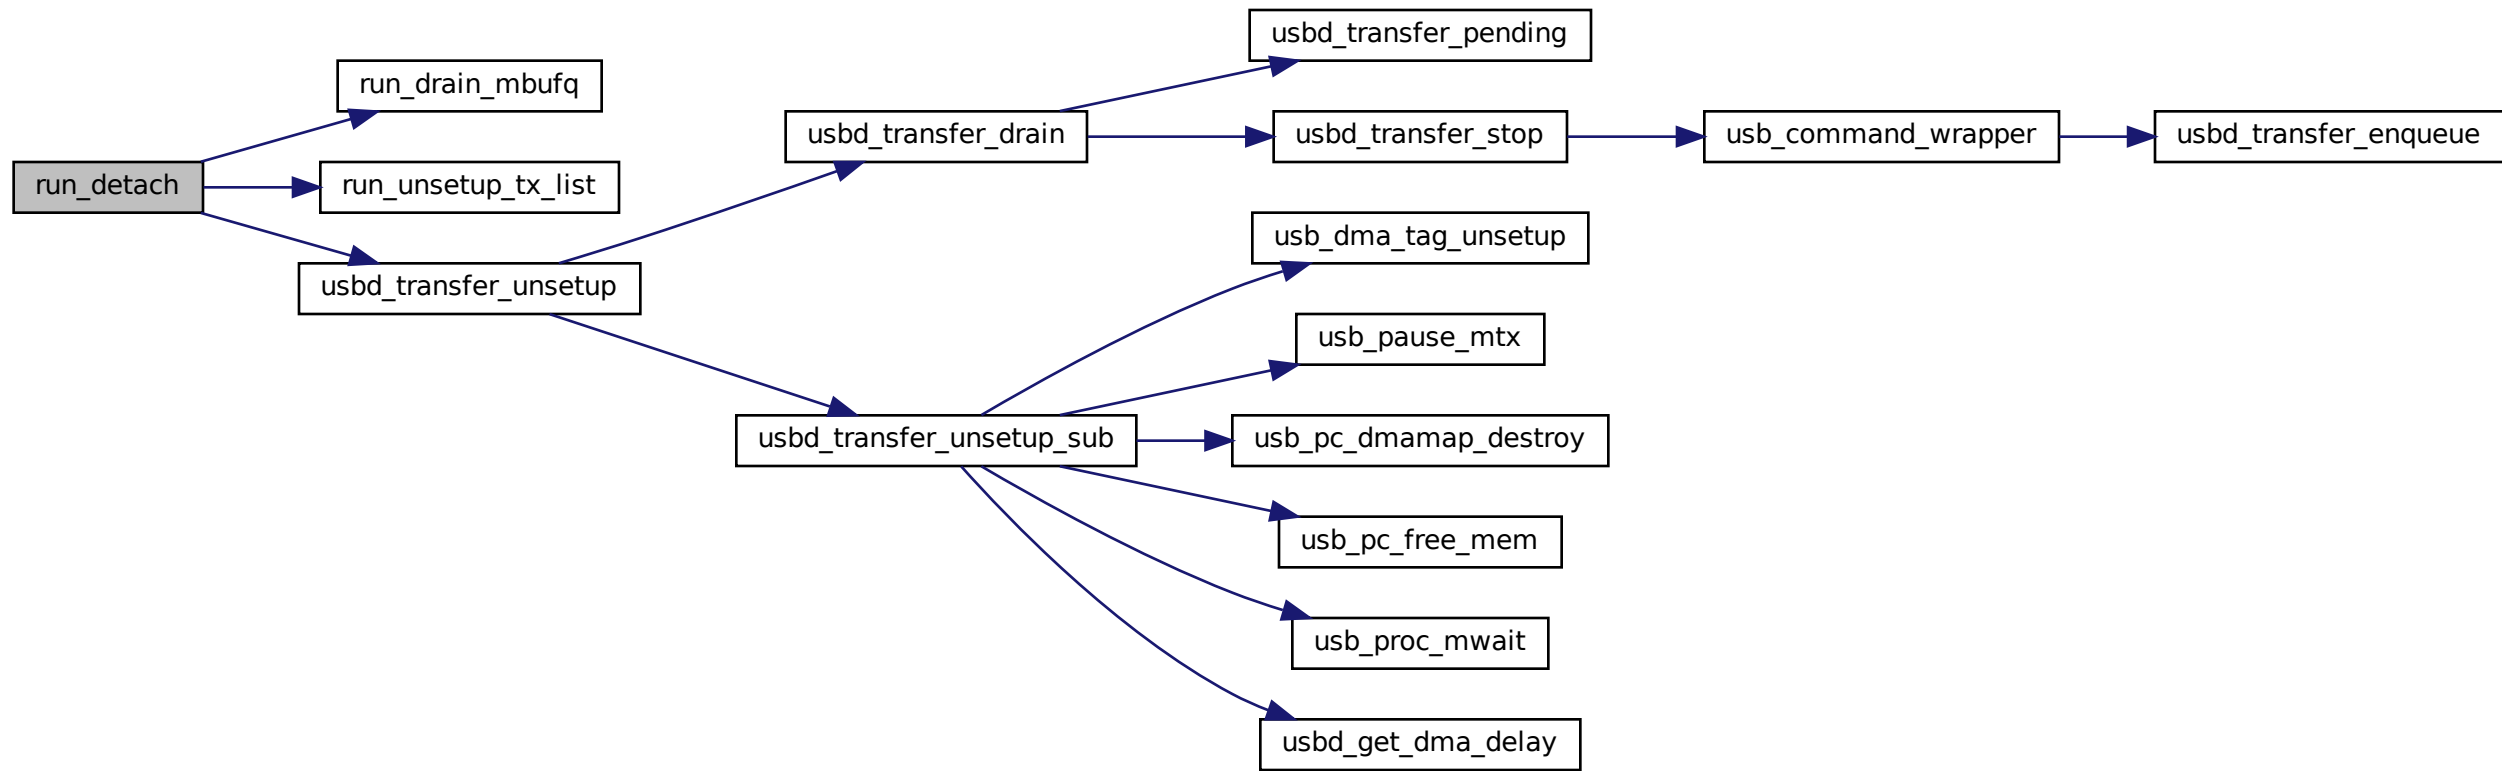 usbd_transfer_pending
run_drain_mbufq
usbd_transfer_drain
usbd_transfer_stop
usb_command_wrapper
usbd_transfer_enqueue
run_detach
run_unsetup_tx_list
usb_dma_tag_unsetup
usbd_transfer_unsetup
usb_pause_mtx
usbd_transfer_unsetup_sub
usb_pc_dmamap_destroy
usb_pc_free_mem
usb_proc_mwait
usbd_get_dma_delay